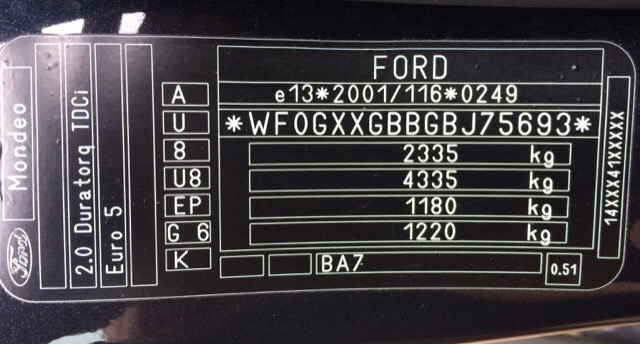 Ford
Mondeo
2.0 Duratorq TDCi
Euro 5
A
U
8
U8
EP
G 6
K
FORD
e13*2001/116*0249
*WF0GXXGBBGBJ75693*
2335 kg
4335 kg
1180 kg
1220 kg
BA7
0.51
14XXX41XXXXX